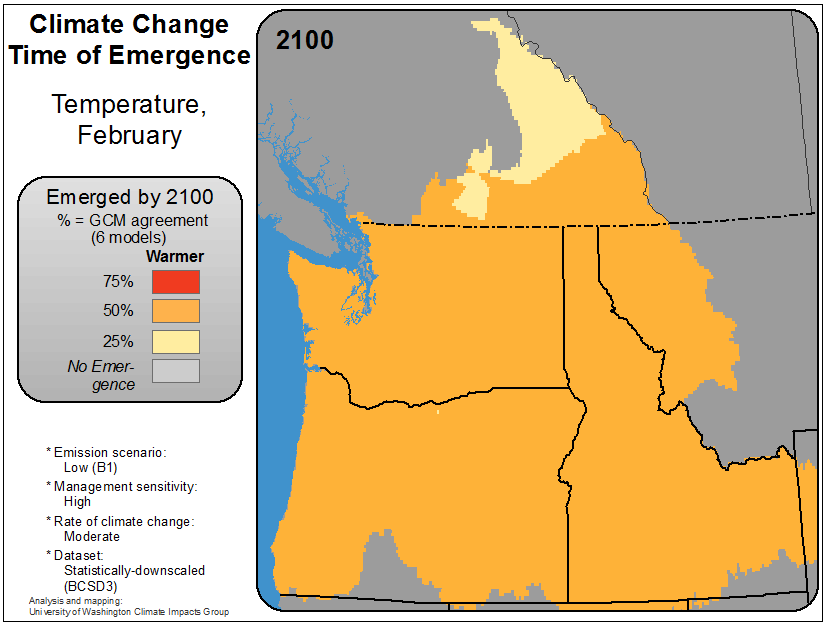 Climate Change
Time of Emergence
Temperature,
February
Emerged by 2100
% = GCM agreement
(6 models)
Warmer
75%
50%
25%
No Emer-
gence
* Emission scenario:
Low (B1)
* Management sensitivity:
High
* Rate of climate change:
Moderate
* Dataset:
Statistically-downscaled
(BCSD3)
Analysis and mapping:
University of Washington Climate Impacts Group
2100